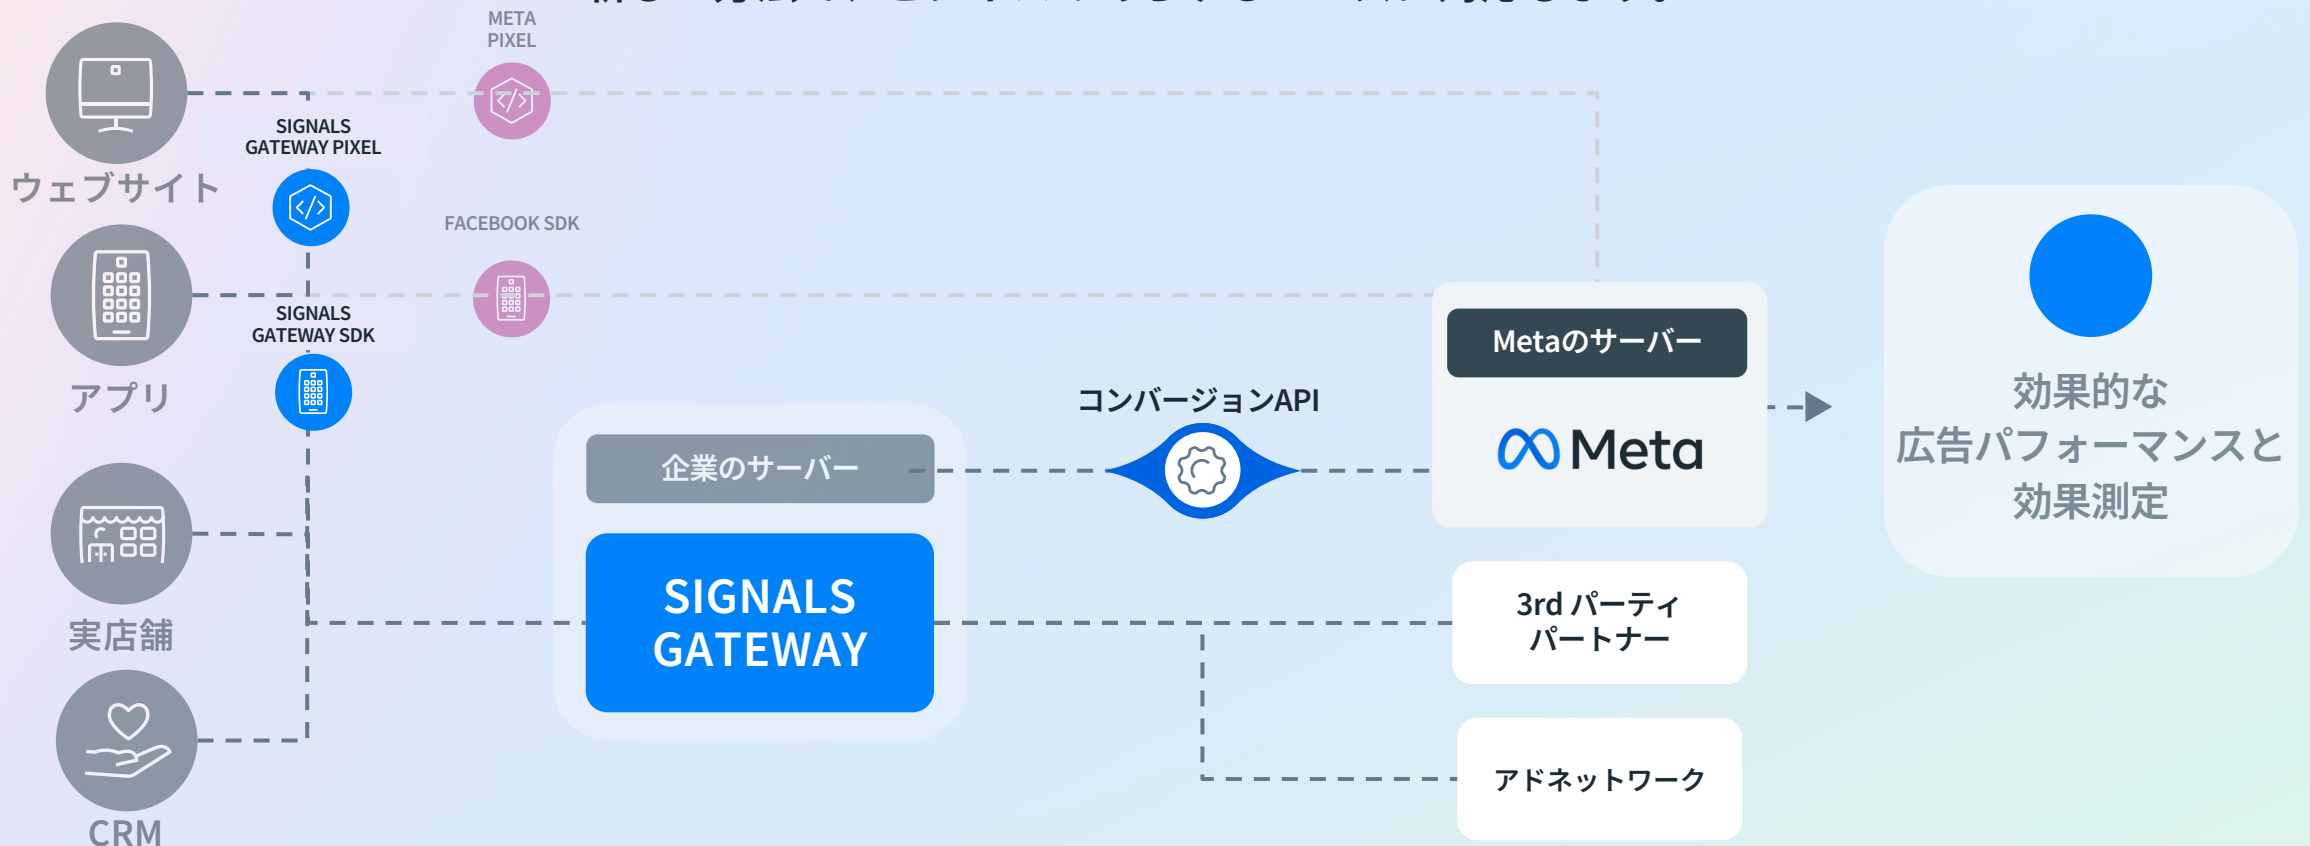 META
PIXEL
SIGNALS
GATEWAY PIXEL
ウェブサイト
FACEBOOK SDK
SIGNALS
GATEWAY SDK
アプリ
実店舗
CRM
企業のサーバー
SIGNALS
GATEWAY
コンバージョンAPI
Metaのサーバー
Meta
3rd パーティ
パートナー
アドネットワーク
効果的な
広告パフォーマンスと
効果測定